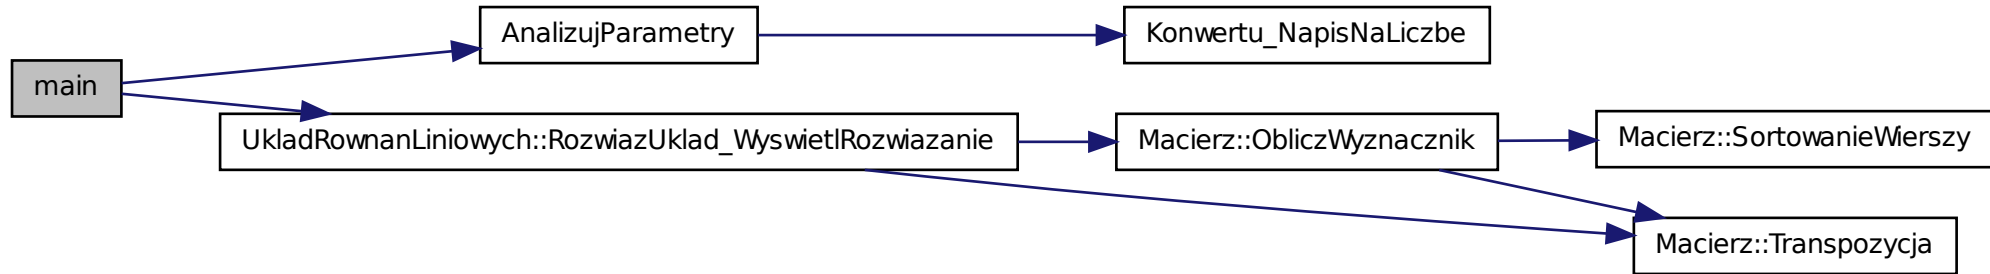 main
AnalizujParametry
Konwertu_NapisNaLiczbe
UkladRownanLiniowych::RozwiazUklad_WyswietlRozwiazanie
Macierz::ObliczWyznacznik
Macierz::SortowanieWierszy
Macierz::Transpozycja